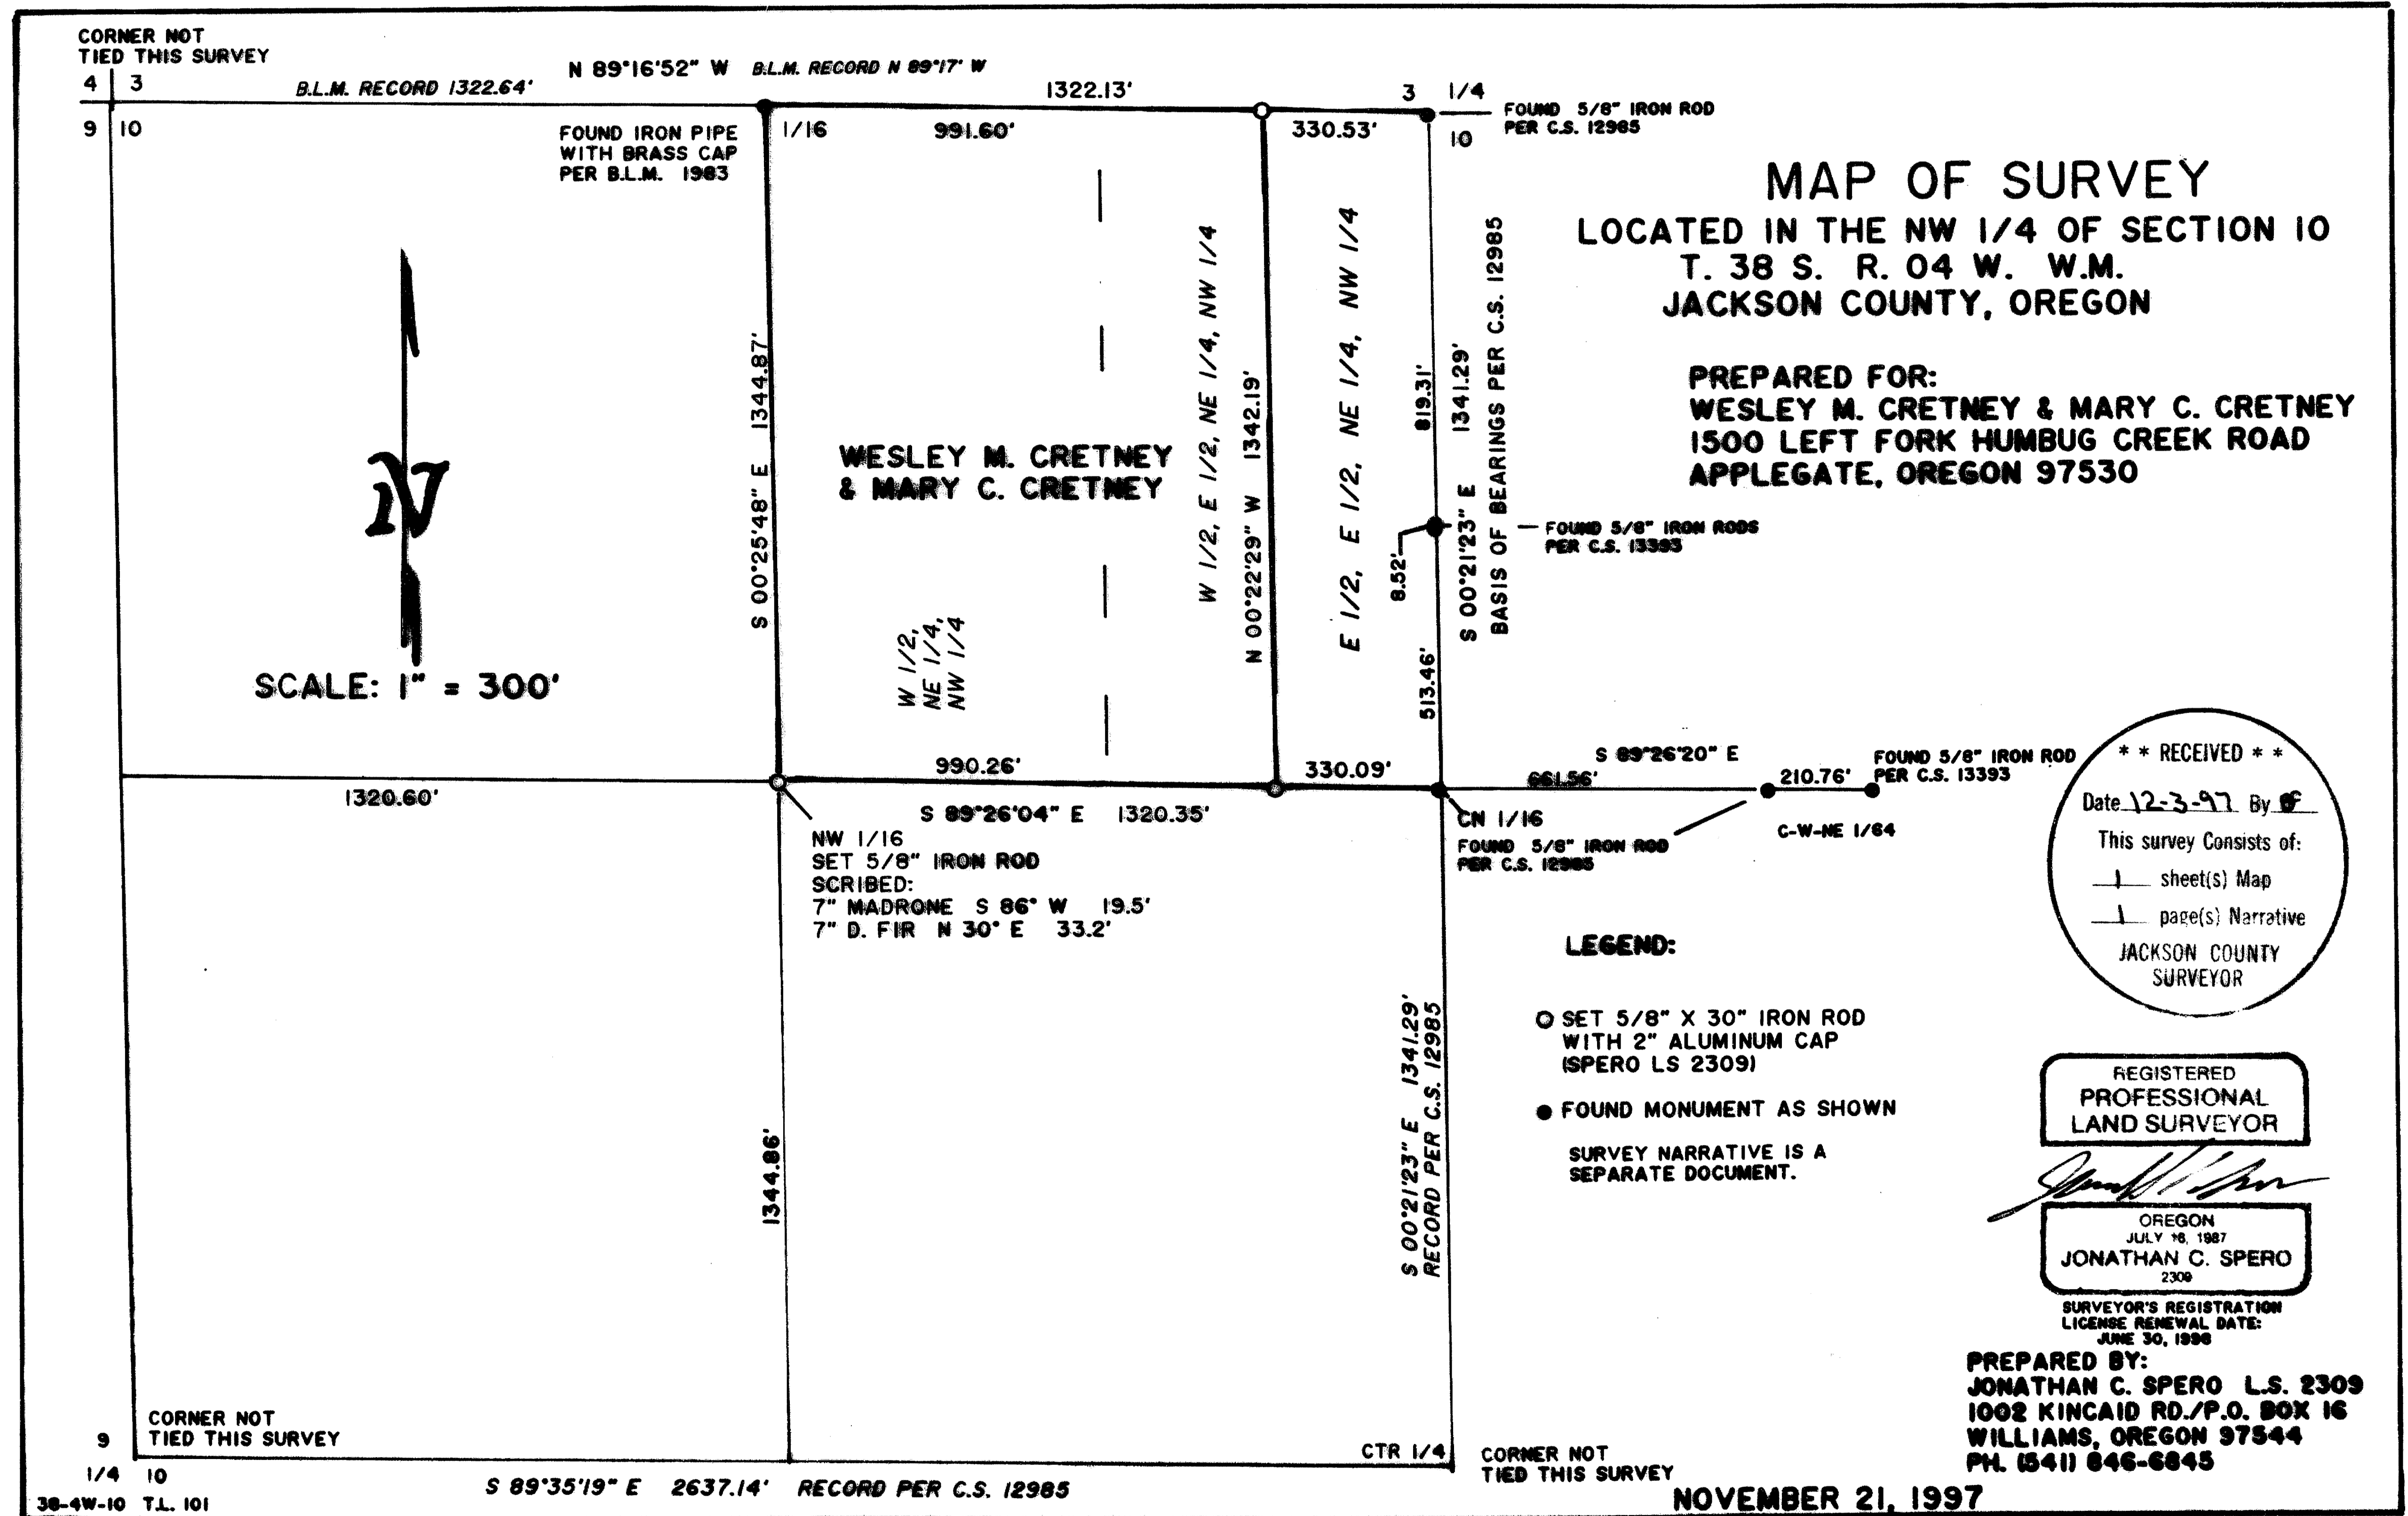 CORNER NOT
TIED THIS SURVEY
4 3
9 10
B.L.M. RECORD 1322.64'
N 89°16'52" W B.L.M. RECORD N 89°17' W
1322.13'
3 1/4
10
FOUND 5/8" IRON ROD
PER C.S. 12985
FOUND IRON PIPE
WITH BRASS CAP
PER B.L.M. 1983
1/16
991.60'
330.53'
MAP OF SURVEY
LOCATED IN THE NW 1/4 OF SECTION 10
T. 38 S. R. 04 W. W.M.
JACKSON COUNTY, OREGON
PREPARED FOR:
WESLEY M. CRETNEY & MARY C. CRETNEY
1500 LEFT FORK HUMBUG CREEK ROAD
APPLEGATE, OREGON 97530
N
SCALE: 1" = 300'
S 00°25'48" E 1344.87'
WESLEY M. CRETNEY
& MARY C. CRETNEY
W 1/2,
NE 1/4,
NW 1/4
W 1/2, E 1/2, NE 1/4, NW 1/4
N 00°22'29" W 1342.19'
E 1/2, E 1/2, NE 1/4, NW 1/4
819.31'
8.52'
513.46'
S 00°21'23" E 1341.29'
BASIS OF BEARINGS PER C.S. 12985
FOUND 5/8" IRON RODS
PER C.S. 13393
1320.60'
990.26'
330.09'
S 89°26'04" E 1320.35'
S 89°26'20" E
661.56'
210.76'
FOUND 5/8" IRON ROD
PER C.S. 13393
C-W-NE 1/64
CN 1/16
FOUND 5/8" IRON ROD
PER C.S. 12985
NW 1/16
SET 5/8" IRON ROD
SCRIBED:
7" MADRONE S 86° W 19.5'
7" D. FIR N 30° E 33.2'
* * RECEIVED * *
Date 12-3-97 By
This survey Consists of:
1 sheet(s) Map
1 page(s) Narrative
JACKSON COUNTY
SURVEYOR
LEGEND:
SET 5/8" X 30" IRON ROD
WITH 2" ALUMINUM CAP
(SPERO LS 2309)
FOUND MONUMENT AS SHOWN
SURVEY NARRATIVE IS A
SEPARATE DOCUMENT.
1344.86'
S 00°21'23" E 1341.29'
RECORD PER C.S. 12985
REGISTERED
PROFESSIONAL
LAND SURVEYOR
OREGON
JULY 16, 1987
JONATHAN C. SPERO
2309
SURVEYOR'S REGISTRATION
LICENSE RENEWAL DATE:
JUNE 30, 1998
PREPARED BY:
JONATHAN C. SPERO L.S. 2309
1002 KINCAID RD./P.O. BOX 16
WILLIAMS, OREGON 97544
PH. (541) 846-6845
NOVEMBER 21, 1997
CORNER NOT
TIED THIS SURVEY
9
1/4 10
CTR 1/4
CORNER NOT
TIED THIS SURVEY
S 89°35'19" E 2637.14' RECORD PER C.S. 12985
38-4W-10 T.L. 101